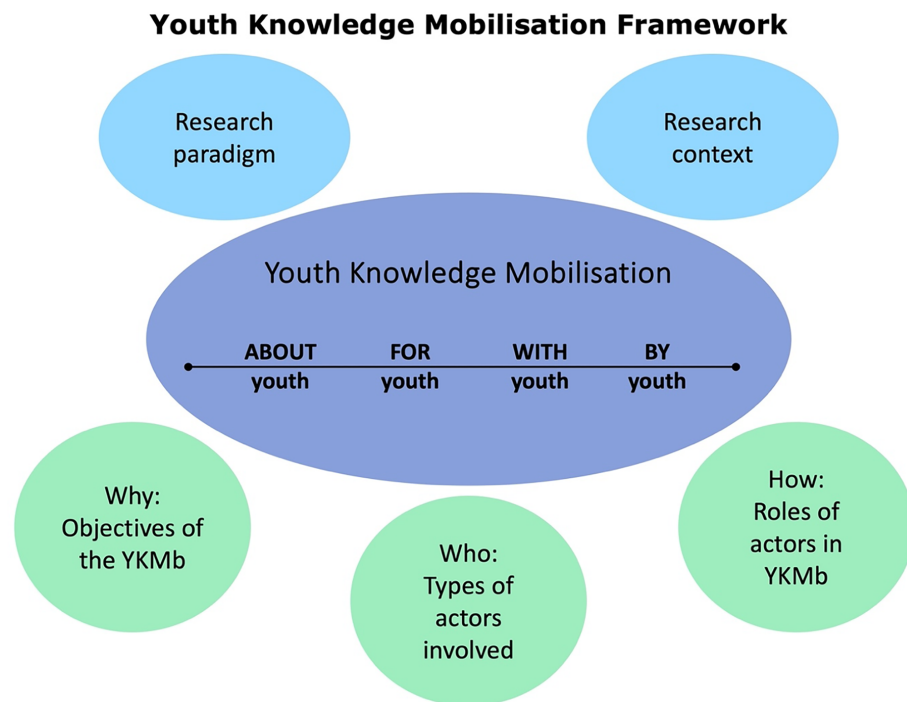 Youth Knowledge Mobilisation Framework
Research
paradigm
Research
context
Youth Knowledge Mobilisation
ABOUT FOR WITH BY
youth youth youth youth
Why:
Objectives of
the YKMb
Who:
Types of
actors
involved
How:
Roles of
actors in
YKMb